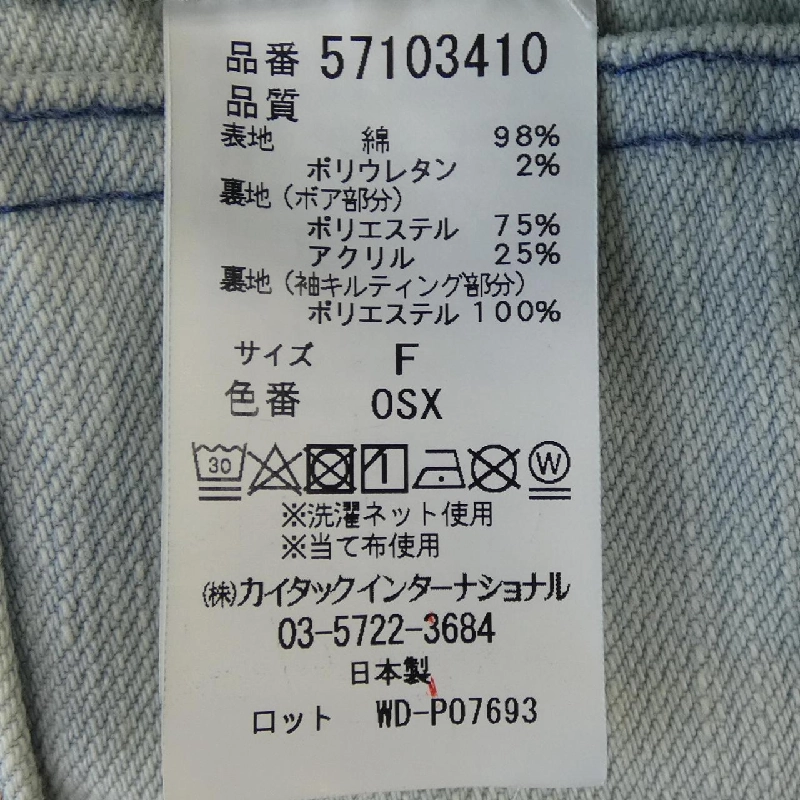 品番 57103410
品質
表地 綿 98%
ポリウレタン 2%
裏地(ボア部分)
ポリエステル 75%
アクリル 25%
裏地(袖キルティング部分)
ポリエステル 100%
サイズ F
色番 OSX
30 W
※洗濯ネット使用
※当て布使用
㈱カイタックインターナショナル
03-5722-3684
日本製
ロット WD-P07693